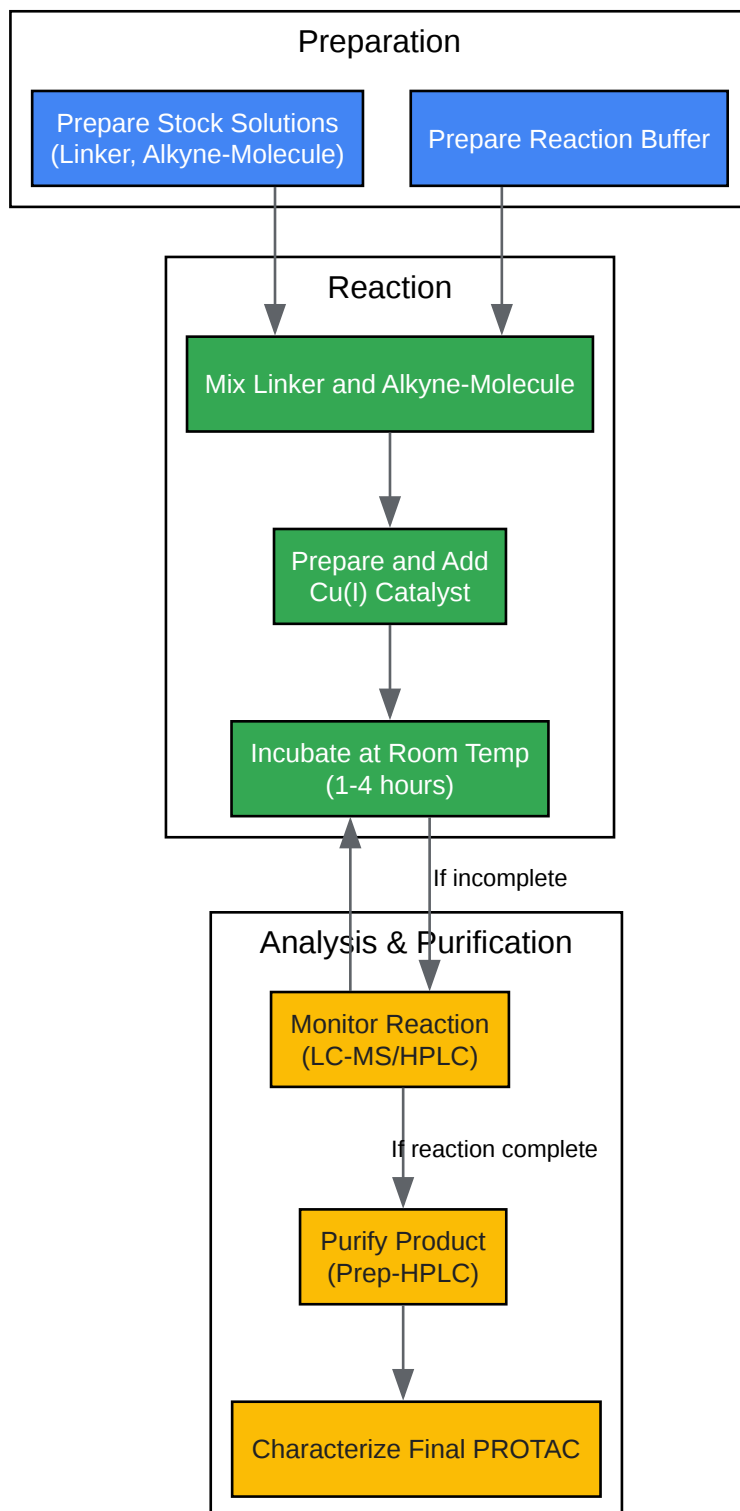 Preparation
Prepare Stock Solutions
(Linker, Alkyne-Molecule)
Prepare Reaction Buffer
Reaction
Mix Linker and Alkyne-Molecule
Prepare and Add
Cu(I) Catalyst
Incubate at Room Temp
(1-4 hours)
If incomplete
Analysis & Purification
Monitor Reaction
(LC-MS/HPLC)
If reaction complete
Purify Product
(Prep-HPLC)
Characterize Final PROTAC